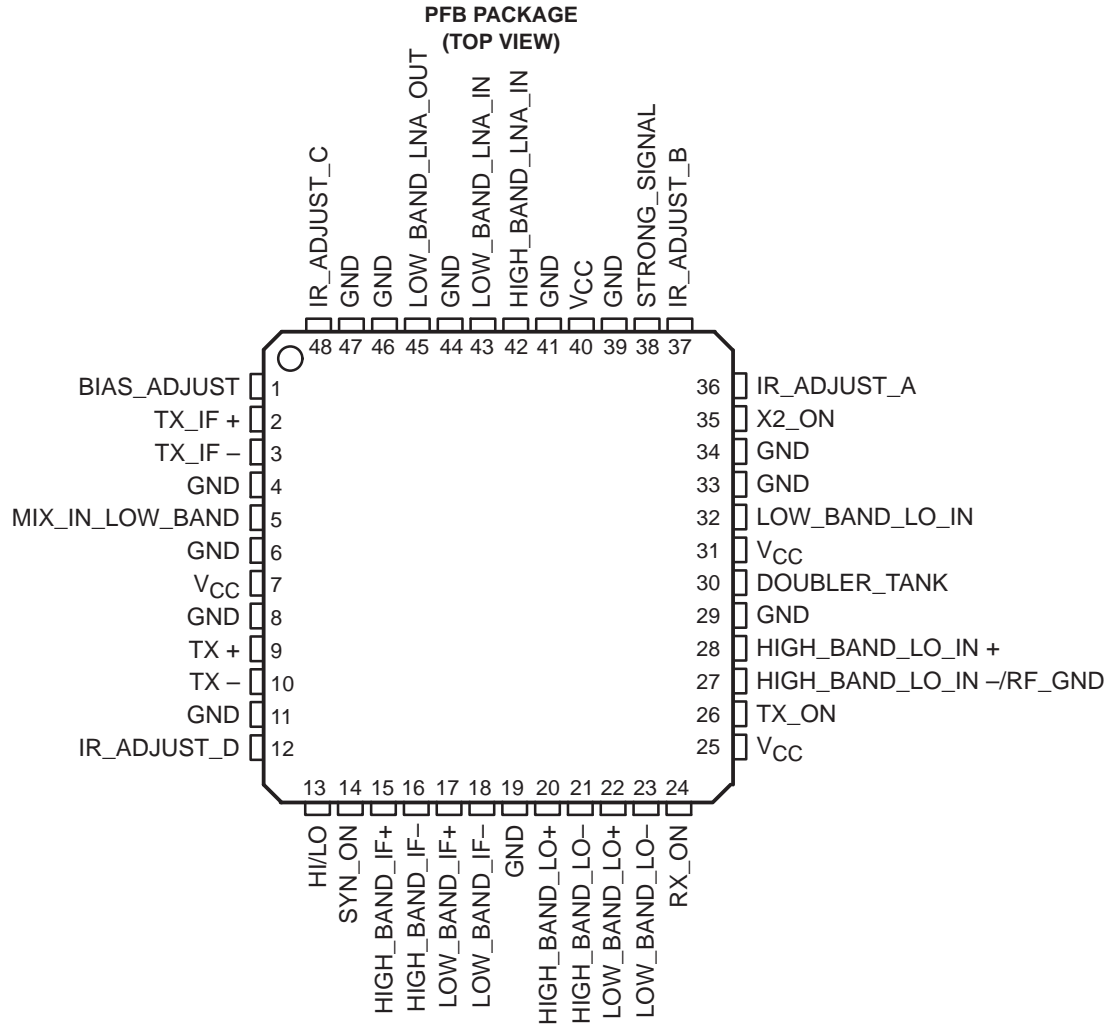 PFB PACKAGE
(TOP VIEW)
IR_ADJUST_C
GND
GND
LOW_BAND_LNA_OUT
GND
LOW_BAND_LNA_IN
HIGH_BAND_LNA_IN
GND
VCC
GND
STRONG_SIGNAL
IR_ADJUST_B
48 47 46 45 44 43 42 41 40 39 38 37
BIAS_ADJUST 1
TX_IF + 2
TX_IF – 3
GND 4
MIX_IN_LOW_BAND 5
GND 6
VCC 7
GND 8
TX + 9
TX – 10
GND 11
IR_ADJUST_D 12
36 IR_ADJUST_A
35 X2_ON
34 GND
33 GND
32 LOW_BAND_LO_IN
31 VCC
30 DOUBLER_TANK
29 GND
28 HIGH_BAND_LO_IN +
27 HIGH_BAND_LO_IN –/RF_GND
26 TX_ON
25 VCC
13 14 15 16 17 18 19 20 21 22 23 24
HI/LO
SYN_ON
HIGH_BAND_IF+
HIGH_BAND_IF–
LOW_BAND_IF+
LOW_BAND_IF–
GND
HIGH_BAND_LO+
HIGH_BAND_LO–
LOW_BAND_LO+
LOW_BAND_LO–
RX_ON